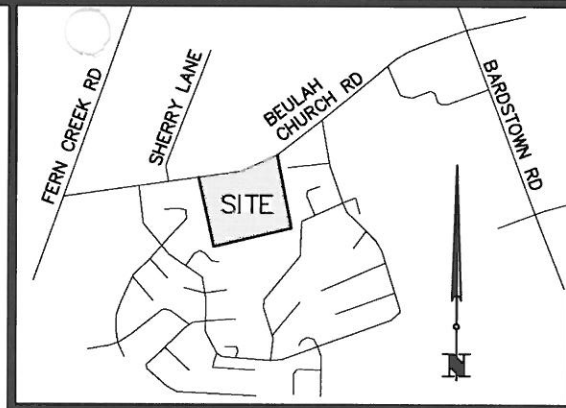 FERN CREEK RD
SHERRY LANE
BEULAH
CHURCH RD
BARDSTOWN RD
SITE
N